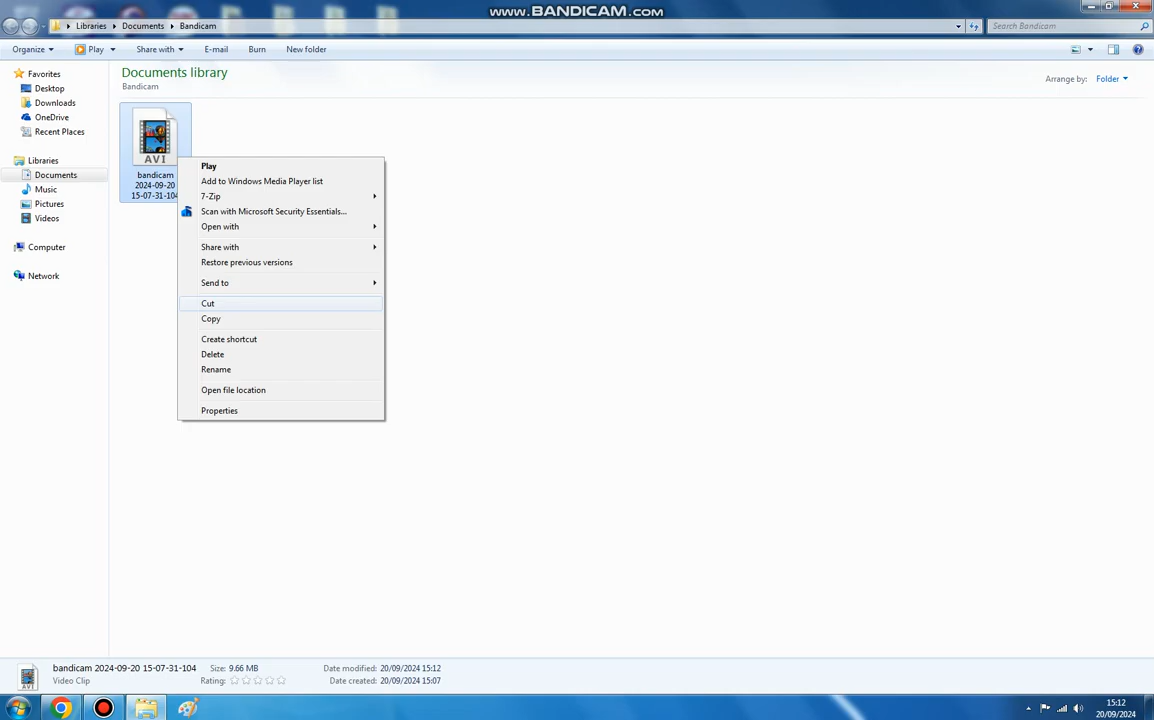 www.BANDICAM.com
Libraries Documents Bandicam
Search Bandicam
Organize Play Share with E-mail Burn New folder
Favorites
Desktop
Downloads
OneDrive
Recent Places
Libraries
Documents
Music
Pictures
Videos
Computer
Network
Documents library
Bandicam
Arrange by: Folder
AVI
bandicam
2024-09-20
15-07-31-104
Play
Add to Windows Media Player list
7-Zip
Scan with Microsoft Security Essentials...
Open with
Share with
Restore previous versions
Send to
Cut
Copy
Create shortcut
Delete
Rename
Open file location
Properties
AVI
bandicam 2024-09-20 15-07-31-104 Size: 9.66 MB Date modified: 20/09/2024 15:12
Video Clip Rating: Date created: 20/09/2024 15:07
15:12
20/09/2024